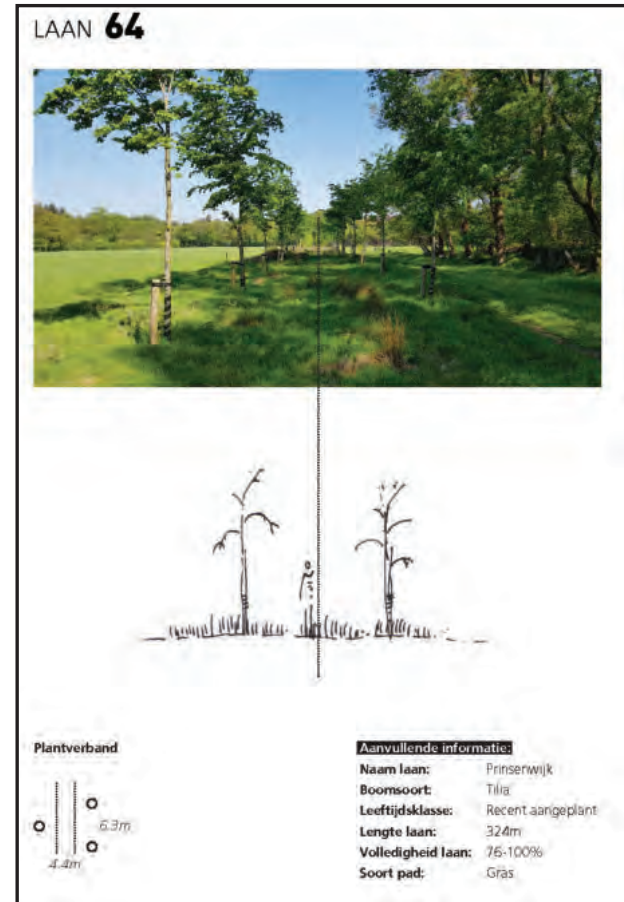 LAAN 64
Plantverband
6.3m
4.4m
Aanvullende informatie:
Naam laan: Prinsenwijk
Boomsoort: Tilia
Leeftijdsklasse: Recent aangeplant
Lengte laan: 324m
Volledigheid laan: 76-100%
Soort pad: Gras